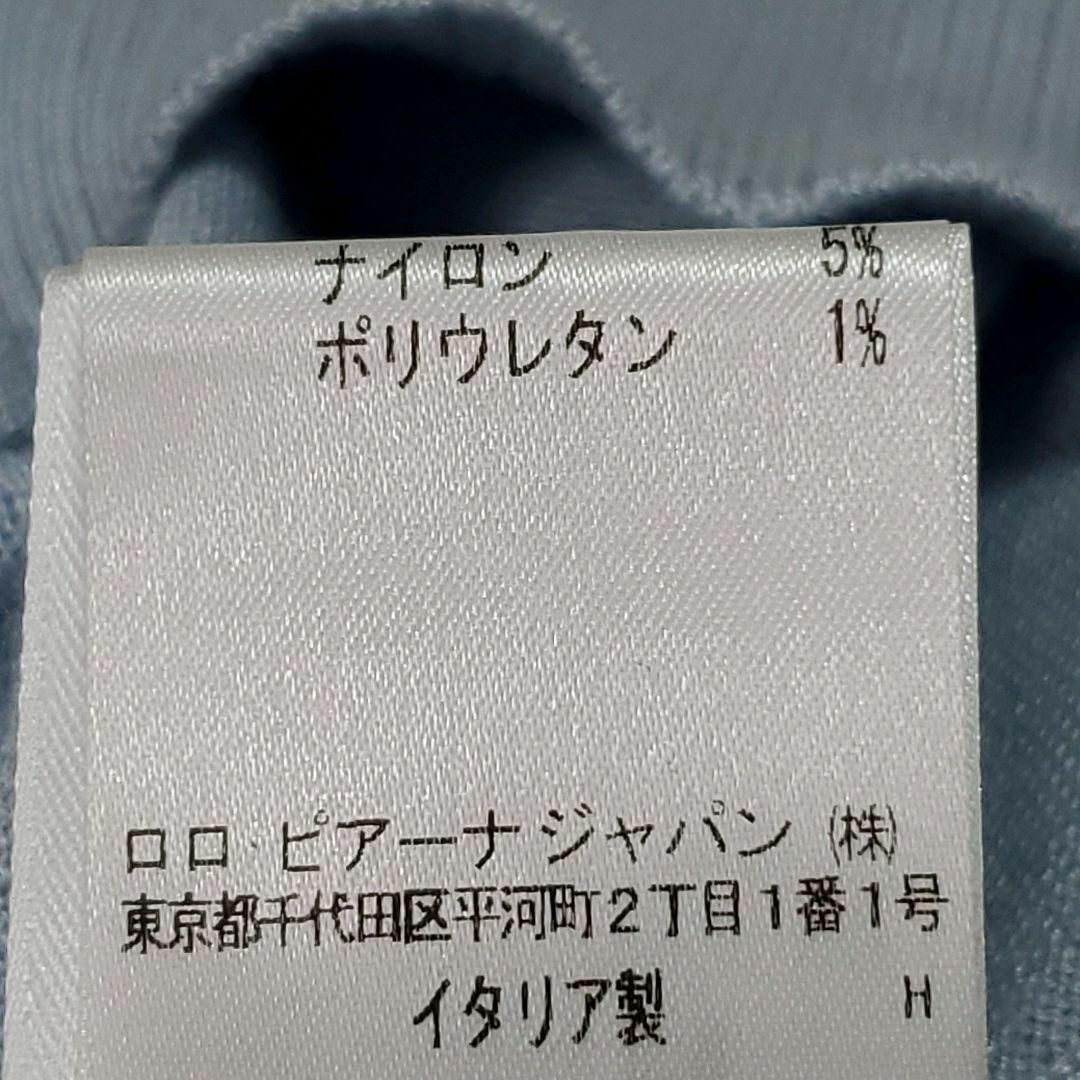 ナイロン 5%
ポリウレタン 1%
ロロ・ピアーナジャパン(株)
東京都千代田区平河町2丁目1番1号
イタリア製 H